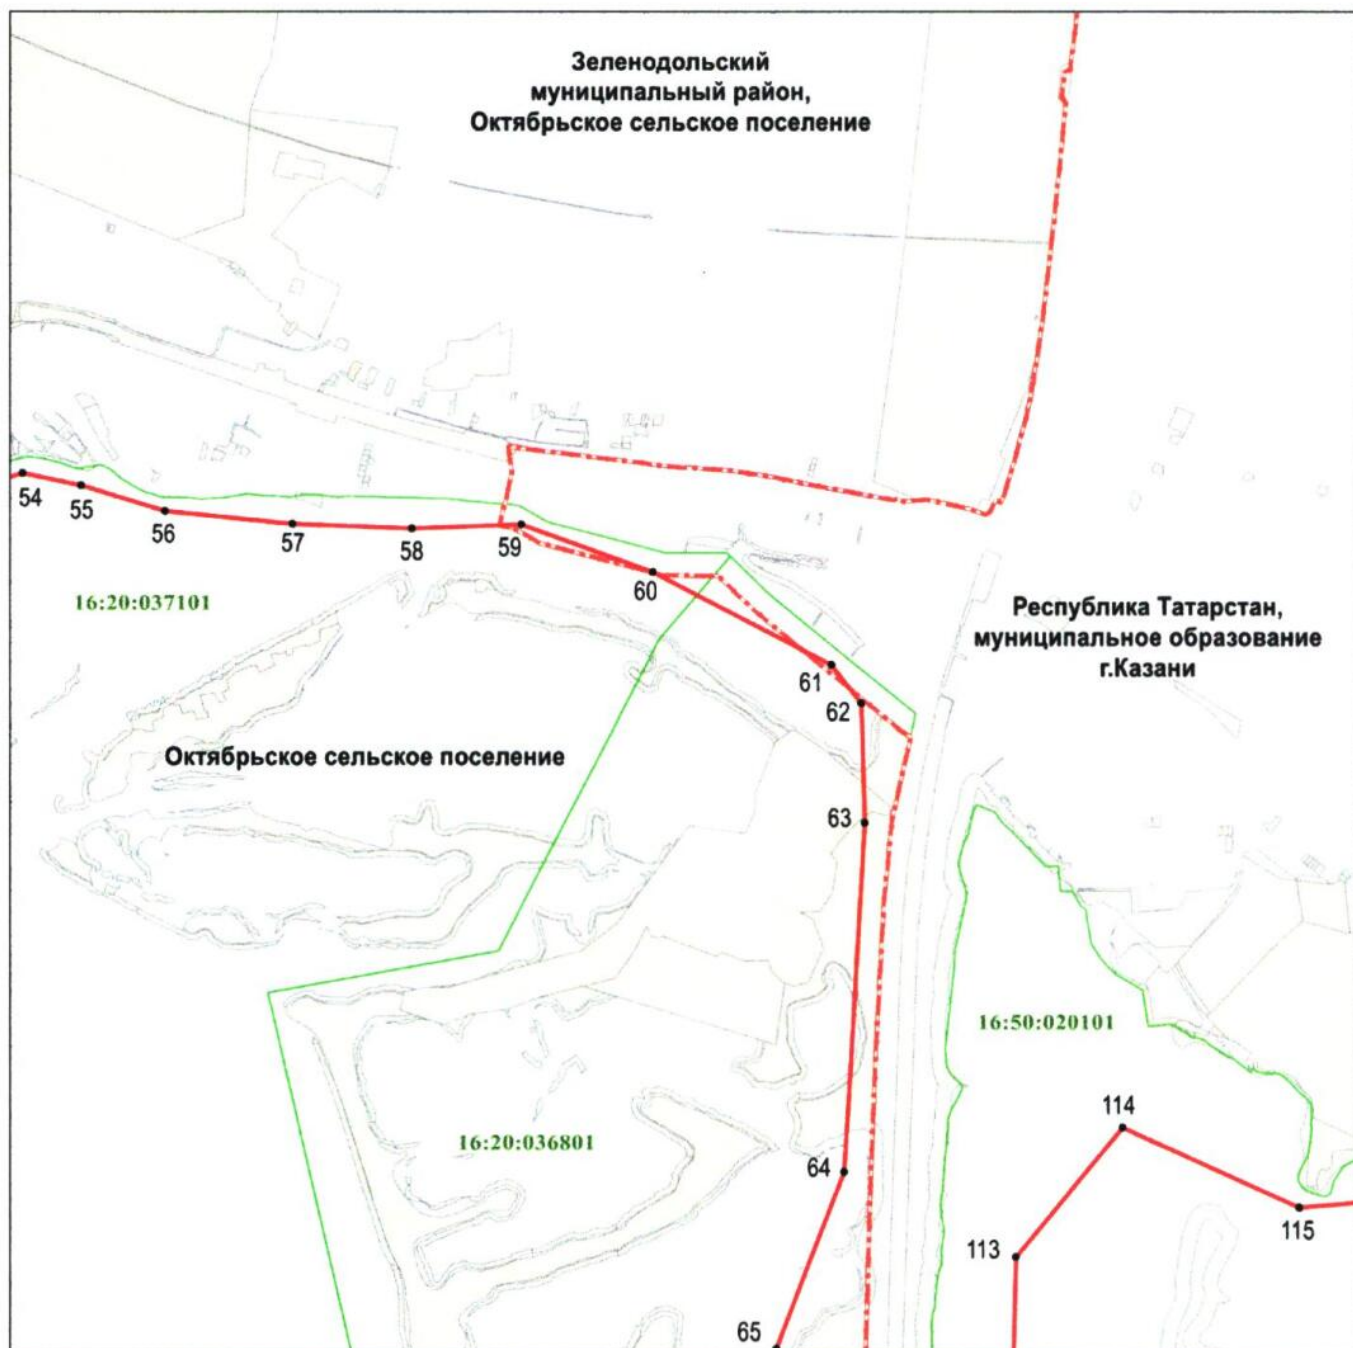 Зеленодольский
муниципальный район,
Октябрьское сельское поселение
54
55
56
57
58
59
60
16:20:037101
Республика Татарстан,
муниципальное образование
г.Казани
61
62
Октябрьское сельское поселение
63
16:50:020101
114
16:20:036801
64
115
113
65